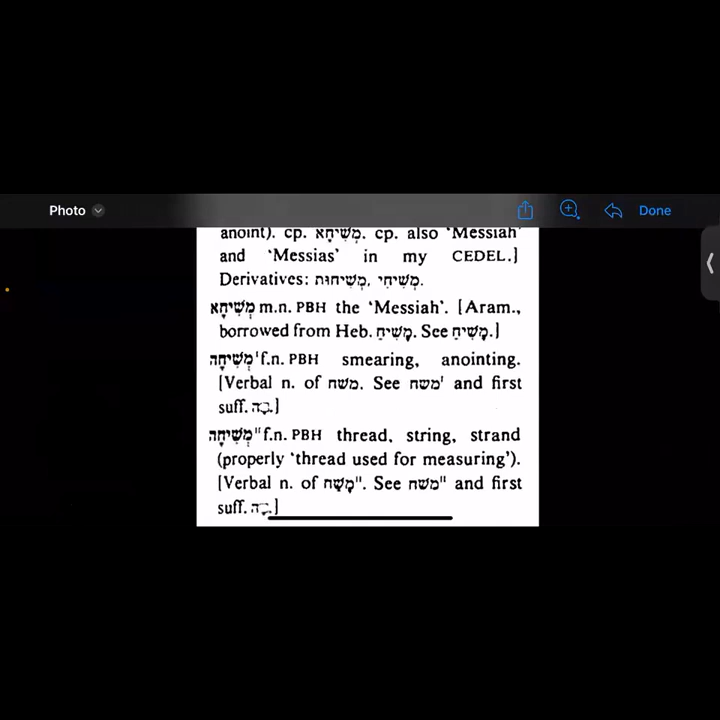 Photo
Done
anoint). cp. מְשִׁיחָא. cp. also ‘Messiah’
and ‘Messias’ in my CEDEL.]
Derivatives: מְשִׁיחִי, מְשִׁיחוּת.
מְשִׁיחָא m.n. PBH the ‘Messiah’. [Aram.,
borrowed from Heb. מָשִׁיחַ. See מָשִׁיחַ.]
מְשִׁיחָה' f.n. PBH smearing, anointing.
[Verbal n. of משח. See משח' and first
suff. ◌ָה.]
מְשִׁיחָה" f.n. PBH thread, string, strand
(properly ‘thread used for measuring’).
[Verbal n. of מָשַׁח". See משח" and first
suff. ◌ָה.]